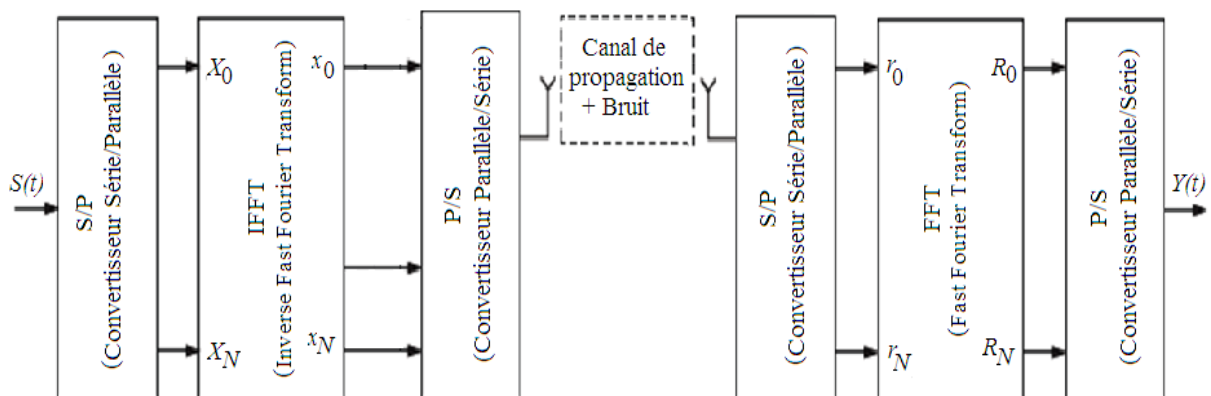 S(t)
S/P
(Convertisseur Série/Parallèle)
X0
XN
IFFT
(Inverse Fast Fourier Transform)
x0
xN
P/S
(Convertisseur Parallèle/Série)
Canal de
propagation
+ Bruit
S/P
(Convertisseur Série/Parallèle)
r0
rN
FFT
(Fast Fourier Transform)
R0
RN
P/S
(Convertisseur Parallèle/Série)
Y(t)